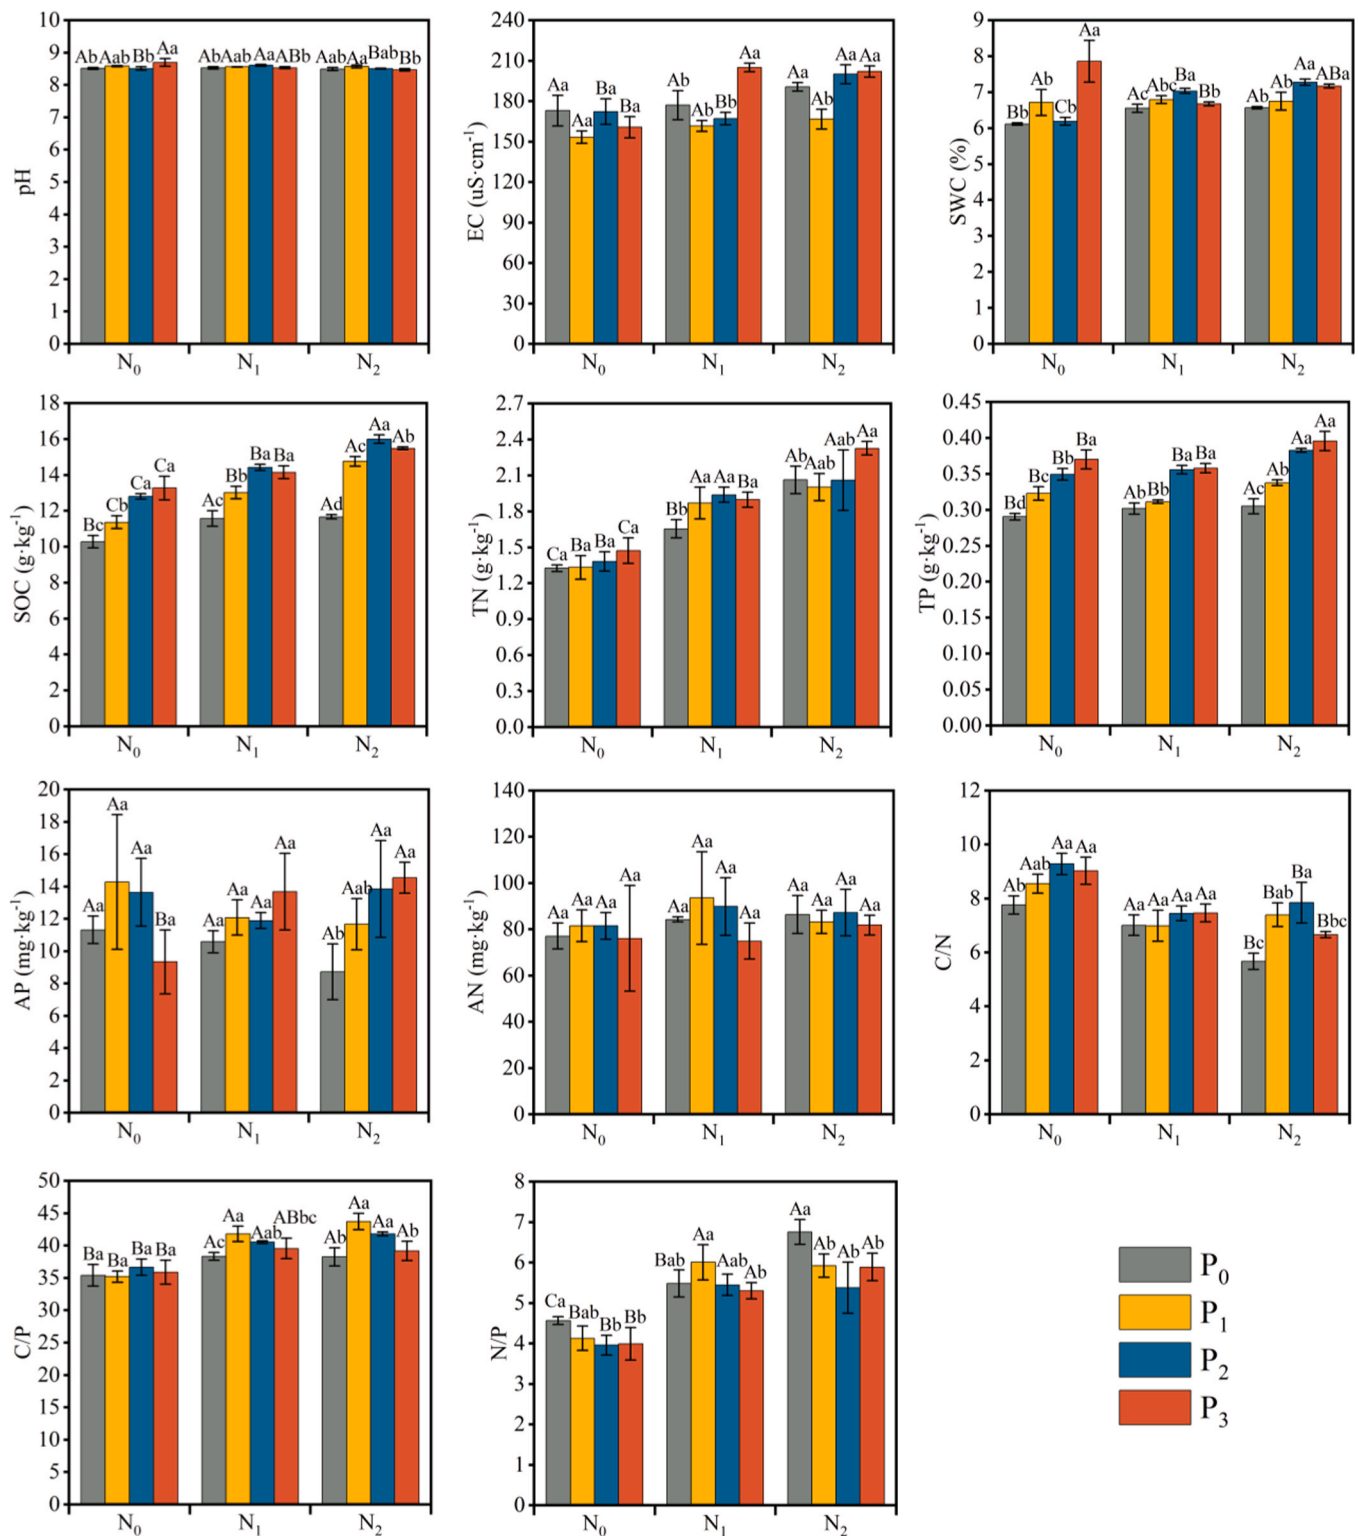 10
9
8
7
6
5
4
3
2
1
0
pH
Ab Aab Bb Aa
Ab Aab Aa ABb
Aab Aa Bab Bb
N₀ N₁ N₂
240
210
180
150
120
90
60
30
0
EC (uS·cm⁻¹)
Aa Aa Ba Ba
Ab Ab Bb Aa
Aa Ab Aa Aa
N₀ N₁ N₂
9
8
7
6
5
4
3
2
1
0
SWC (%)
Bb Ab Cb Aa
Ac Abc Ba Bb
Ab Ab Aa ABa
N₀ N₁ N₂
18
16
14
12
10
8
6
4
2
0
SOC (g·kg⁻¹)
Bc Cb Ca Ca
Ac Bb Ba Ba
Ad Ac Aa Ab
N₀ N₁ N₂
2.7
2.4
2.1
1.8
1.5
1.2
0.9
0.6
0.3
0.0
TN (g·kg⁻¹)
Ca Ba Ba Ca
Bb Aa Aa Ba
Ab Aab Aab Aa
N₀ N₁ N₂
0.45
0.40
0.35
0.30
0.25
0.20
0.15
0.10
0.05
0.00
TP (g·kg⁻¹)
Bd Bc Bb Ba
Ab Bb Ba Ba
Ac Ab Aa Aa
N₀ N₁ N₂
20
18
16
14
12
10
8
6
4
2
0
AP (mg·kg⁻¹)
Aa Aa Aa Ba
Aa Aa Aa Aa
Ab Aab Aa Aa
N₀ N₁ N₂
140
120
100
80
60
40
20
0
AN (mg·kg⁻¹)
Aa Aa Aa Aa
Aa Aa Aa Aa
Aa Aa Aa Aa
N₀ N₁ N₂
12
10
8
6
4
2
0
C/N
Ab Aab Aa Aa
Aa Aa Aa Aa
Bc Bab Ba Bbc
N₀ N₁ N₂
50
45
40
35
30
25
20
15
10
5
0
C/P
Ba Ba Ba Ba
Ac Aa Aab ABbc
Ab Aa Aa Ab
N₀ N₁ N₂
8
7
6
5
4
3
2
1
0
N/P
Ca Bab Bb Bb
Bab Aa Aab Ab
Aa Ab Ab Ab
N₀ N₁ N₂
P₀
P₁
P₂
P₃